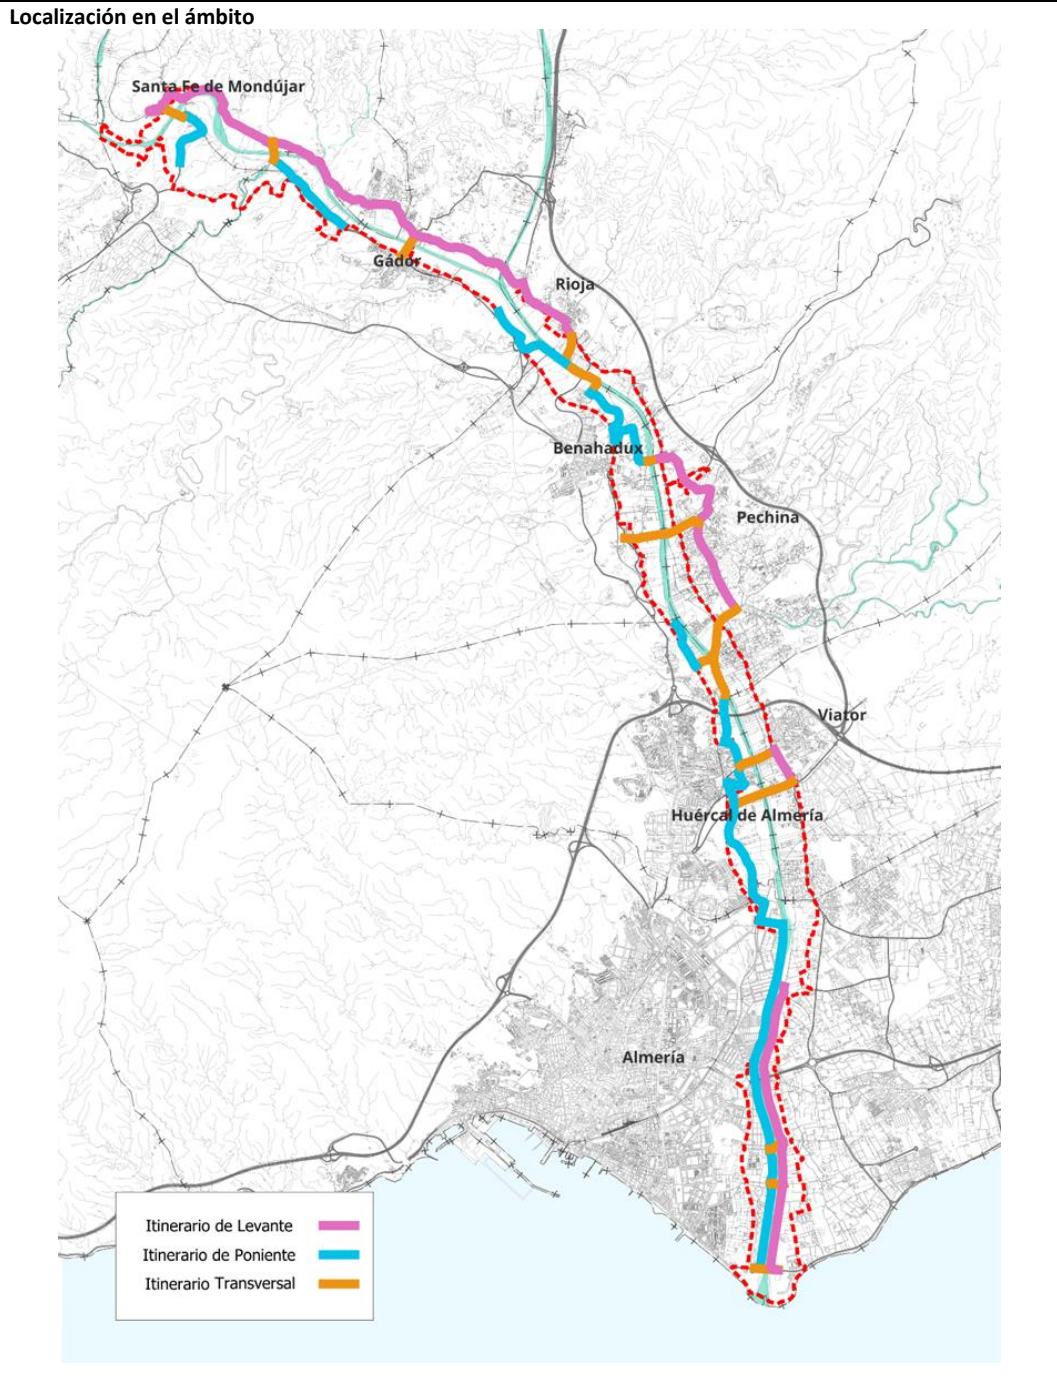 Localización en el ámbito
Santa Fe de Mondújar
Gádor
Rioja
Benahadux
Pechina
Viator
Huércal de Almería
Almería
Itinerario de Levante
Itinerario de Poniente
Itinerario Transversal